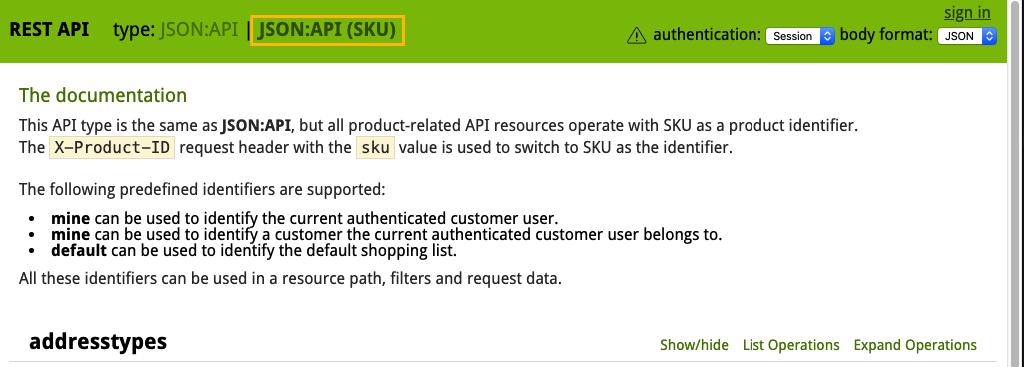 sign in
REST API type: JSON:API | JSON:API (SKU)
authentication: Session body format: JSON
The documentation
This API type is the same as JSON:API, but all product-related API resources operate with SKU as a product identifier.
The X-Product-ID request header with the sku value is used to switch to SKU as the identifier.
The following predefined identifiers are supported:
• mine can be used to identify the current authenticated customer user.
• mine can be used to identify a customer the current authenticated customer user belongs to.
• default can be used to identify the default shopping list.
All these identifiers can be used in a resource path, filters and request data.
addresstypes Show/hide List Operations Expand Operations